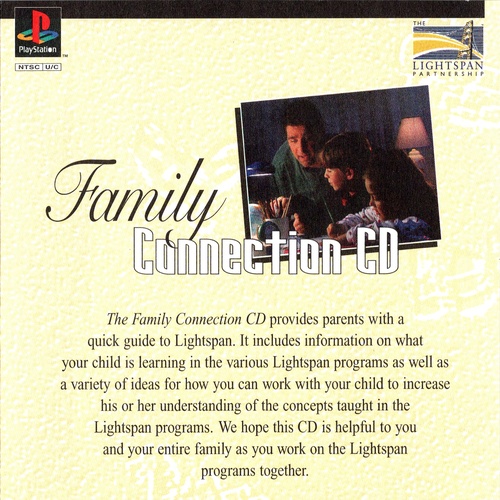 PlayStation
NTSC U/C
THE
LIGHTSPAN
PARTNERSHIP
Family
Connection CD
The Family Connection CD provides parents with a
quick guide to Lightspan. It includes information on what
your child is learning in the various Lightspan programs as well as
a variety of ideas for how you can work with your child to increase
his or her understanding of the concepts taught in the
Lightspan programs. We hope this CD is helpful to you
and your entire family as you work on the Lightspan
programs together.